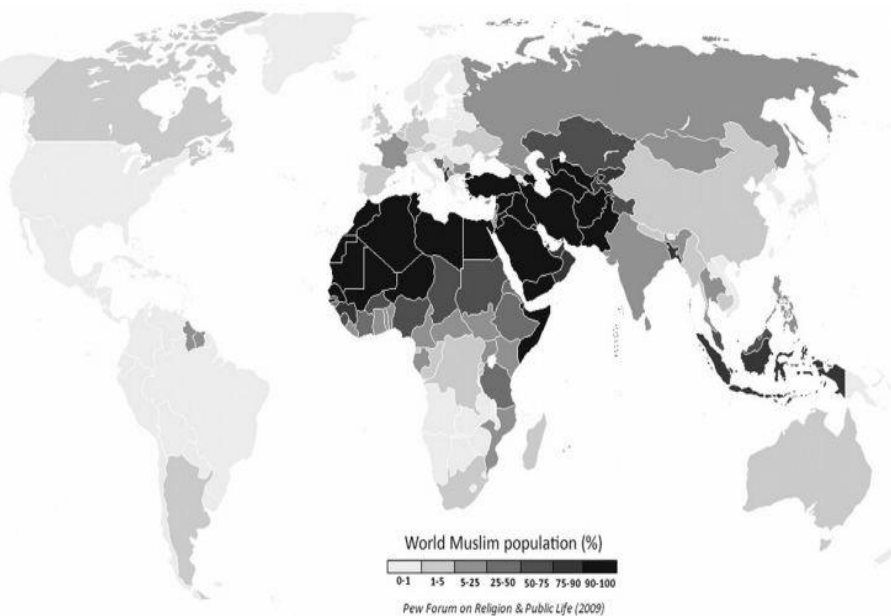 World Muslim population (%)
0-1 1-5 5-25 25-50 50-75 75-90 90-100
Pew Forum on Religion & Public Life (2009)